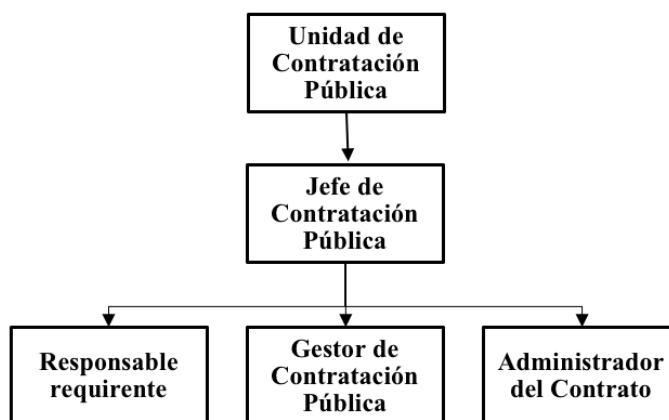 Unidad de
Contratación
Pública
Jefe de
Contratación
Pública
Responsable
requirente
Gestor de
Contratación
Pública
Administrador
del Contrato